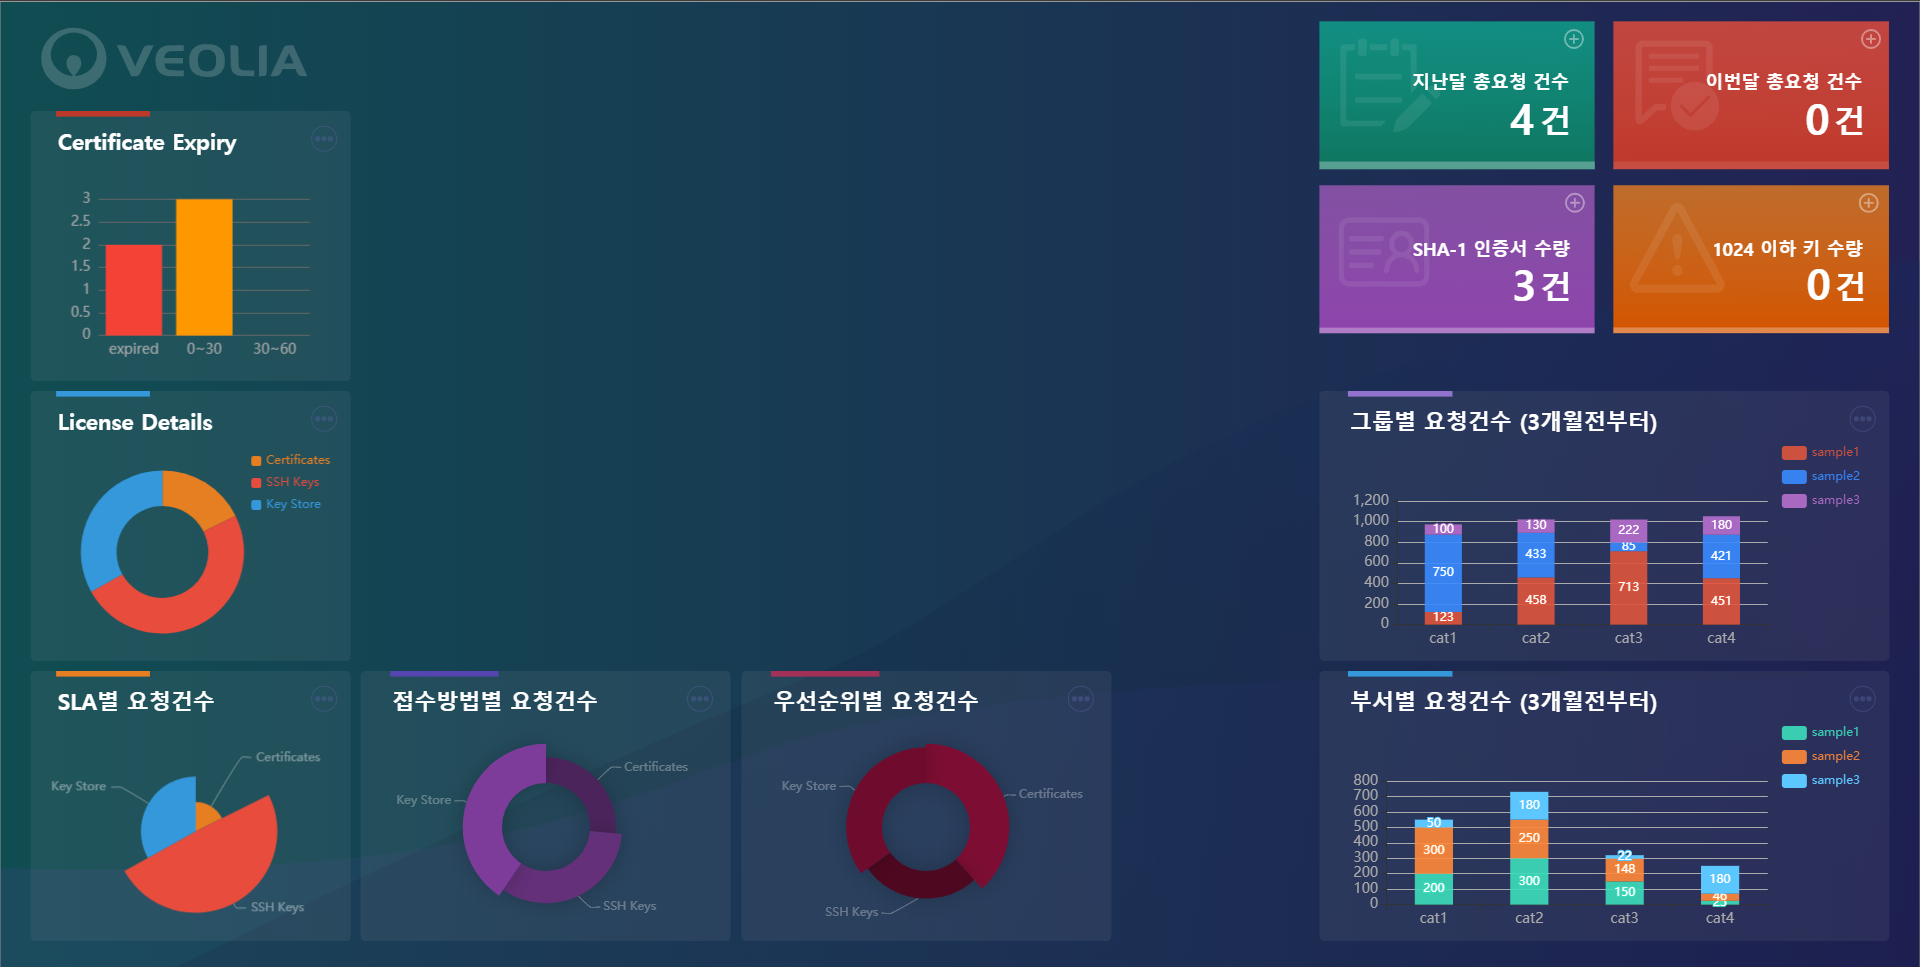 VEOLIA
지난달 총요청 건수
4 건
이번달 총요청 건수
0 건
SHA-1 인증서 수량
3 건
1024 이하 키 수량
0 건
Certificate Expiry
3
2.5
2
1.5
1
0.5
0
expired 0~30 30~60
License Details
Certificates
SSH Keys
Key Store
그룹별 요청건수 (3개월전부터)
sample1
sample2
sample3
1,200
1,000
800
600
400
200
0
100 130 222 180
750 433 85 421
123 458 713 451
cat1 cat2 cat3 cat4
SLA별 요청건수
Certificates
Key Store
SSH Keys
접수방법별 요청건수
Certificates
Key Store
SSH Keys
우선순위별 요청건수
Key Store
Certificates
SSH Keys
부서별 요청건수 (3개월전부터)
sample1
sample2
sample3
800
700
600
500
400
300
200
100
0
50 180 22 180
300 250 148 46
200 300 150 23
cat1 cat2 cat3 cat4